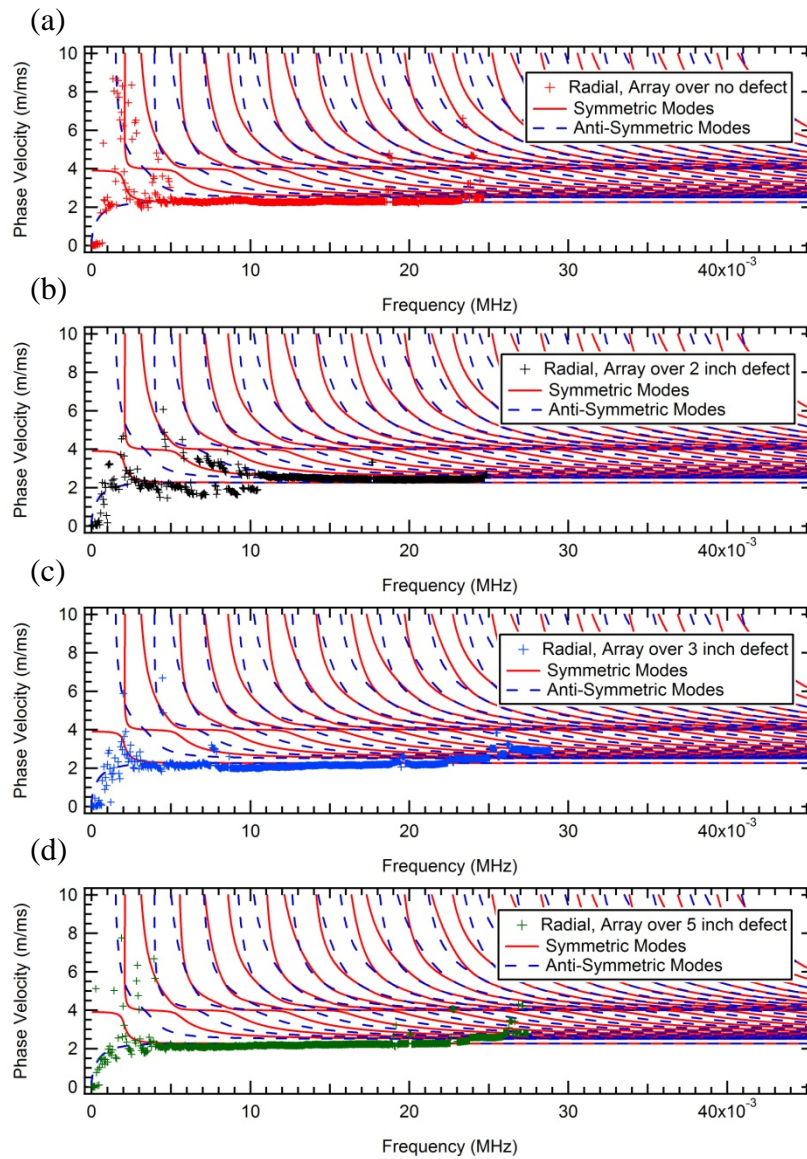 (a)
10
8
6
4
2
0
Phase Velocity (m/ms)
Radial, Array over no defect
Symmetric Modes
Anti-Symmetric Modes
0 10 20 30 40x10⁻³
Frequency (MHz)
(b)
10
8
6
4
2
0
Phase Velocity (m/ms)
Radial, Array over 2 inch defect
Symmetric Modes
Anti-Symmetric Modes
0 10 20 30 40x10⁻³
Frequency (MHz)
(c)
10
8
6
4
2
0
Phase Velocity (m/ms)
Radial, Array over 3 inch defect
Symmetric Modes
Anti-Symmetric Modes
0 10 20 30 40x10⁻³
Frequency (MHz)
(d)
10
8
6
4
2
0
Phase Velocity (m/ms)
Radial, Array over 5 inch defect
Symmetric Modes
Anti-Symmetric Modes
0 10 20 30 40x10⁻³
Frequency (MHz)